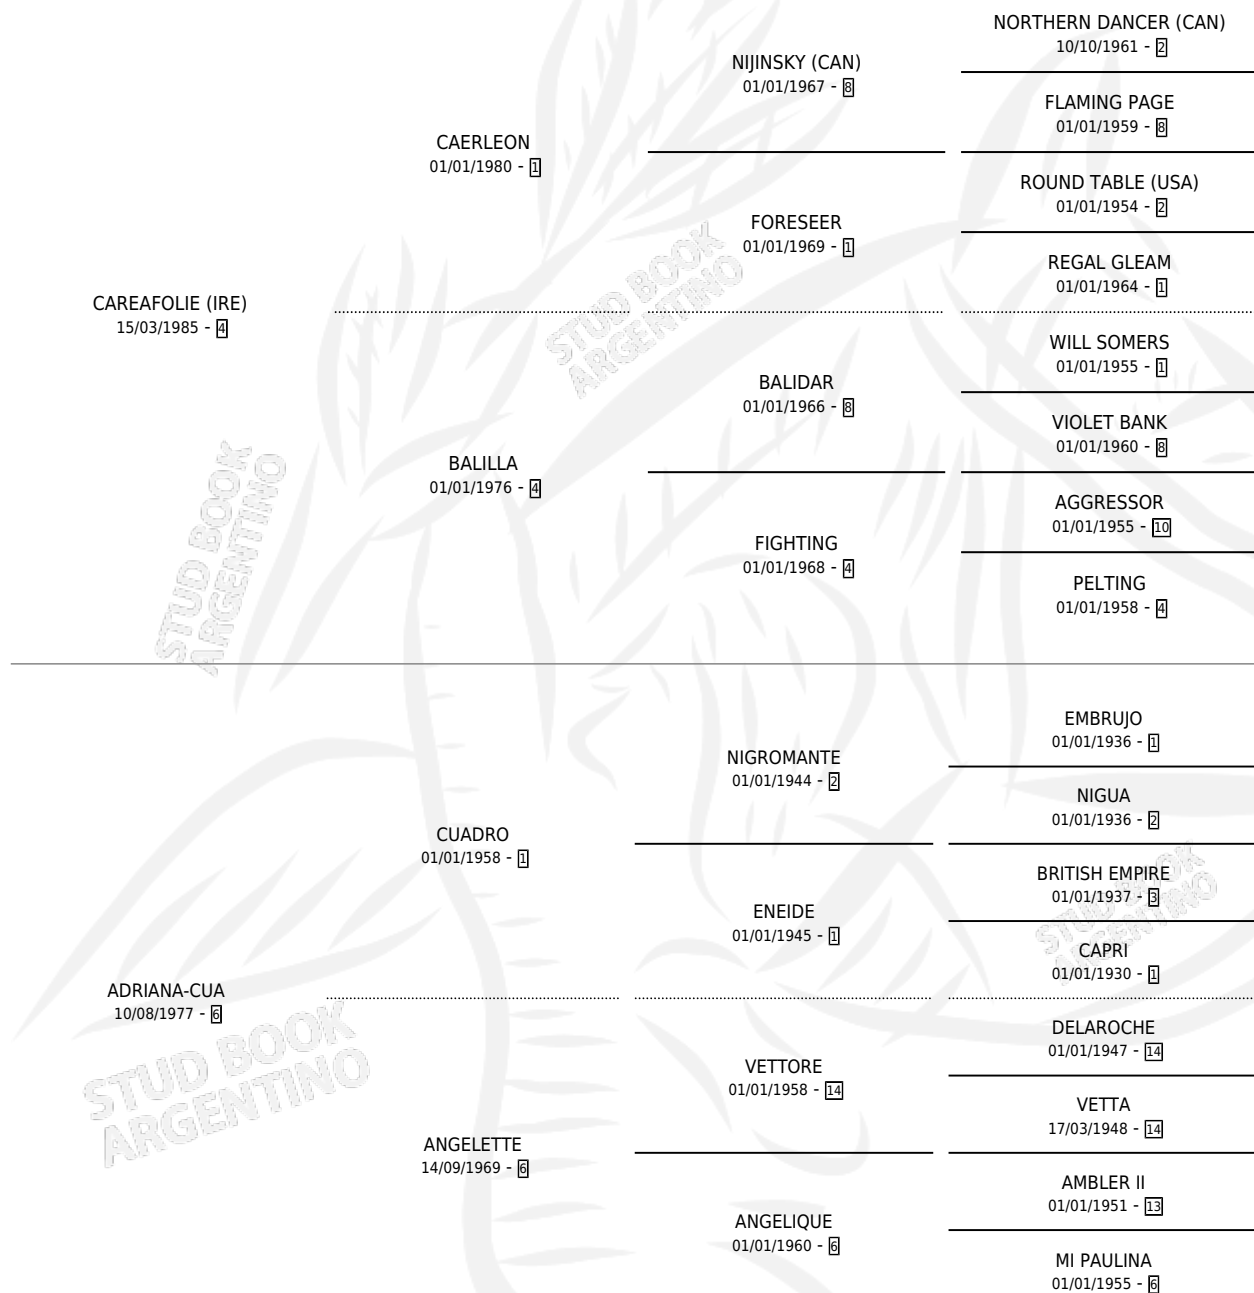 NORTHERN DANCER (CAN)
10/10/1961 - 2
NIJINSKY (CAN)
01/01/1967 - 8
FLAMING PAGE
01/01/1959 - 8
CAERLEON
01/01/1980 - 1
ROUND TABLE (USA)
01/01/1954 - 2
FORESEER
01/01/1969 - 1
REGAL GLEAM
01/01/1964 - 1
CAREAFOLIE (IRE)
15/03/1985 - 4
WILL SOMERS
01/01/1955 - 1
BALIDAR
01/01/1966 - 8
VIOLET BANK
01/01/1960 - 8
BALILLA
01/01/1976 - 4
AGGRESSOR
01/01/1955 - 10
FIGHTING
01/01/1968 - 4
PELTING
01/01/1958 - 4
EMBRUJO
01/01/1936 - 1
NIGROMANTE
01/01/1944 - 2
NIGUA
01/01/1936 - 2
CUADRO
01/01/1958 - 1
BRITISH EMPIRE
01/01/1937 - 3
ENEIDE
01/01/1945 - 1
CAPRI
01/01/1930 - 1
ADRIANA-CUA
10/08/1977 - 6
DELAROCHE
01/01/1947 - 14
VETTORE
01/01/1958 - 14
VETTA
17/03/1948 - 14
ANGELETTE
14/09/1969 - 6
AMBLER II
01/01/1951 - 13
ANGELIQUE
01/01/1960 - 6
MI PAULINA
01/01/1955 - 6
STUD BOOK
ARGENTINO
STUD BOOK
ARGENTINO
STUD BOOK
ARGENTINO
STUD BOOK
ARGENTINO